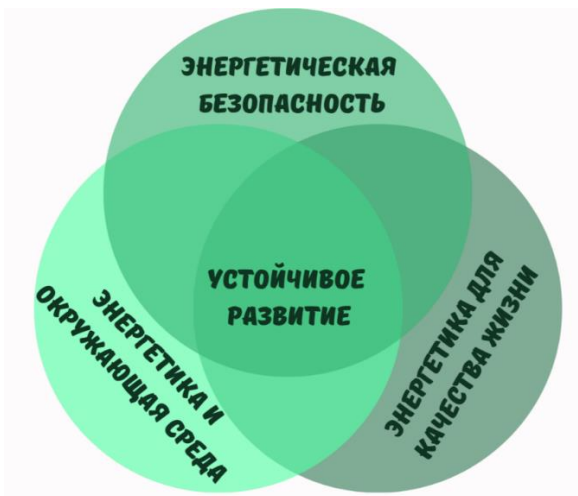 ЭНЕРГЕТИЧЕСКАЯ
БЕЗОПАСНОСТЬ
УСТОЙЧИВОЕ
РАЗВИТИЕ
ЭНЕРГЕТИКА И
ОКРУЖАЮЩАЯ СРЕДА
ЭНЕРГЕТИКА ДЛЯ
КАЧЕСТВА ЖИЗНИ